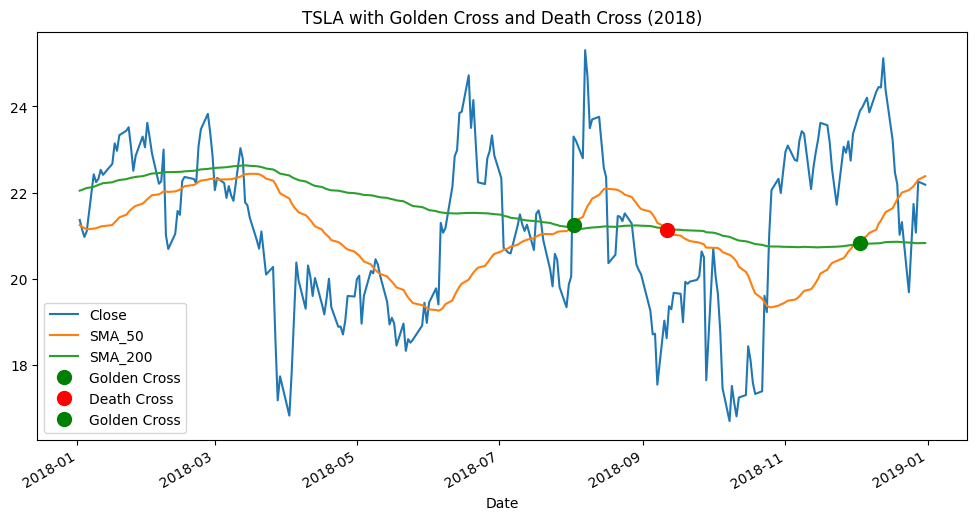 TSLA with Golden Cross and Death Cross (2018)
24
22
20
18
Close
SMA_50
SMA_200
Golden Cross
Death Cross
Golden Cross
2018-01
2018-03
2018-05
2018-07
2018-09
2018-11
2019-01
Date